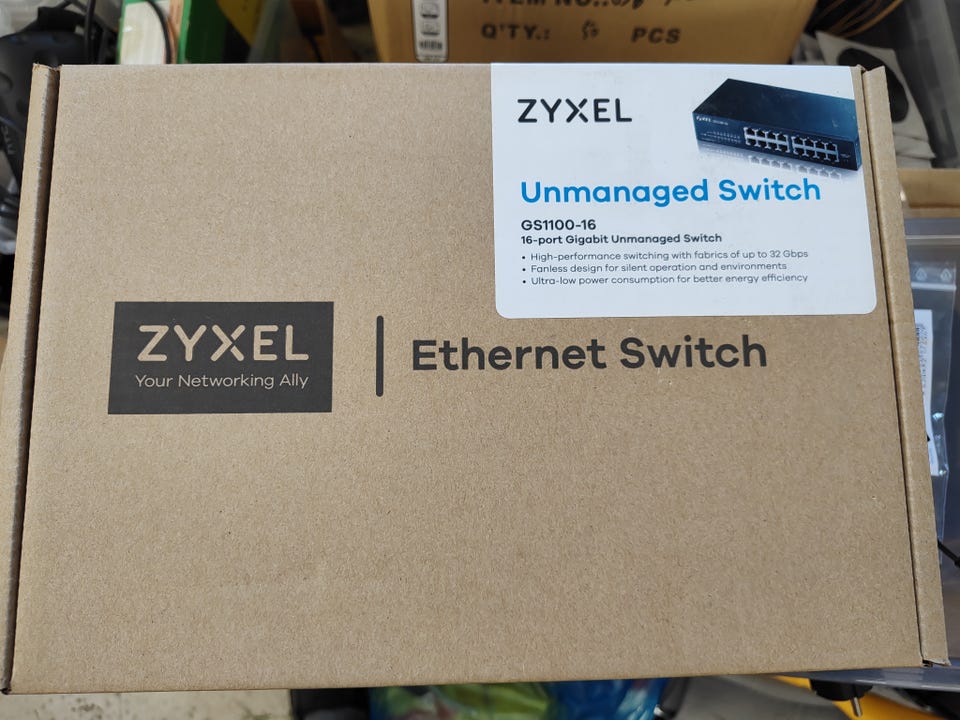 Q'TY.: 50 PCS
ZYXEL
Unmanaged Switch
GS1100-16
16-port Gigabit Unmanaged Switch
• High-performance switching with fabrics of up to 32 Gbps
• Fanless design for silent operation and environments
• Ultra-low power consumption for better energy efficiency
ZYXEL
Your Networking Ally
Ethernet Switch